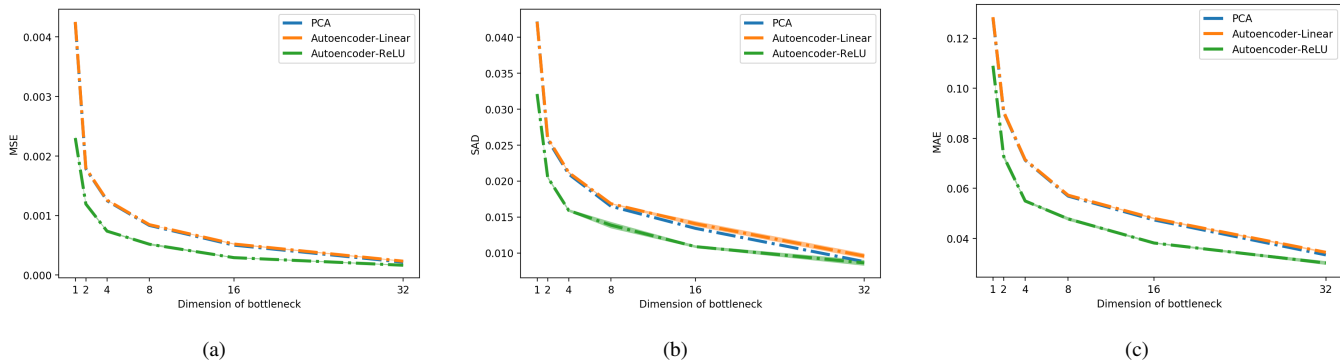 PCA
Autoencoder-Linear
Autoencoder-ReLU
0.004
0.003
0.002
0.001
0.000
MSE
1 2 4 8 16 32
Dimension of bottleneck
(a)
PCA
Autoencoder-Linear
Autoencoder-ReLU
0.040
0.035
0.030
0.025
0.020
0.015
0.010
SAD
1 2 4 8 16 32
Dimension of bottleneck
(b)
PCA
Autoencoder-Linear
Autoencoder-ReLU
0.12
0.10
0.08
0.06
0.04
MAE
1 2 4 8 16 32
Dimension of bottleneck
(c)